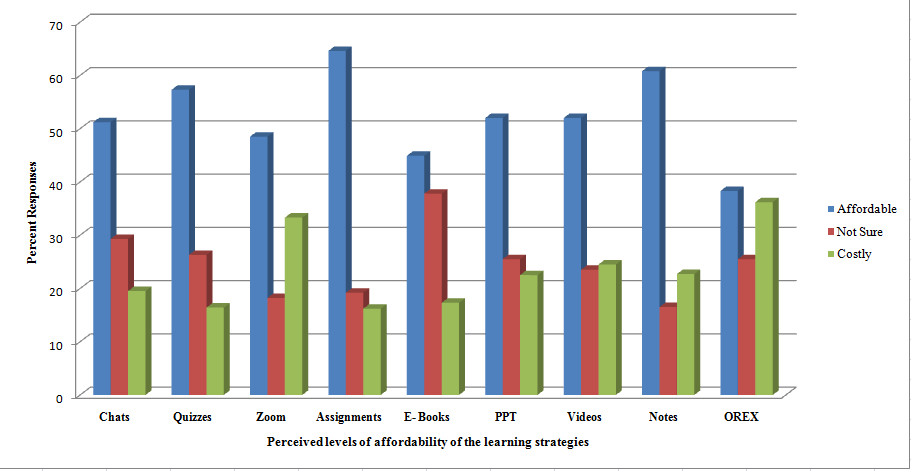 70
60
50
40
30
20
10
0
Percent Responses
Chats Quizzes Zoom Assignments E- Books PPT Videos Notes OREX
Perceived levels of affordability of the learning strategies
Affordable
Not Sure
Costly